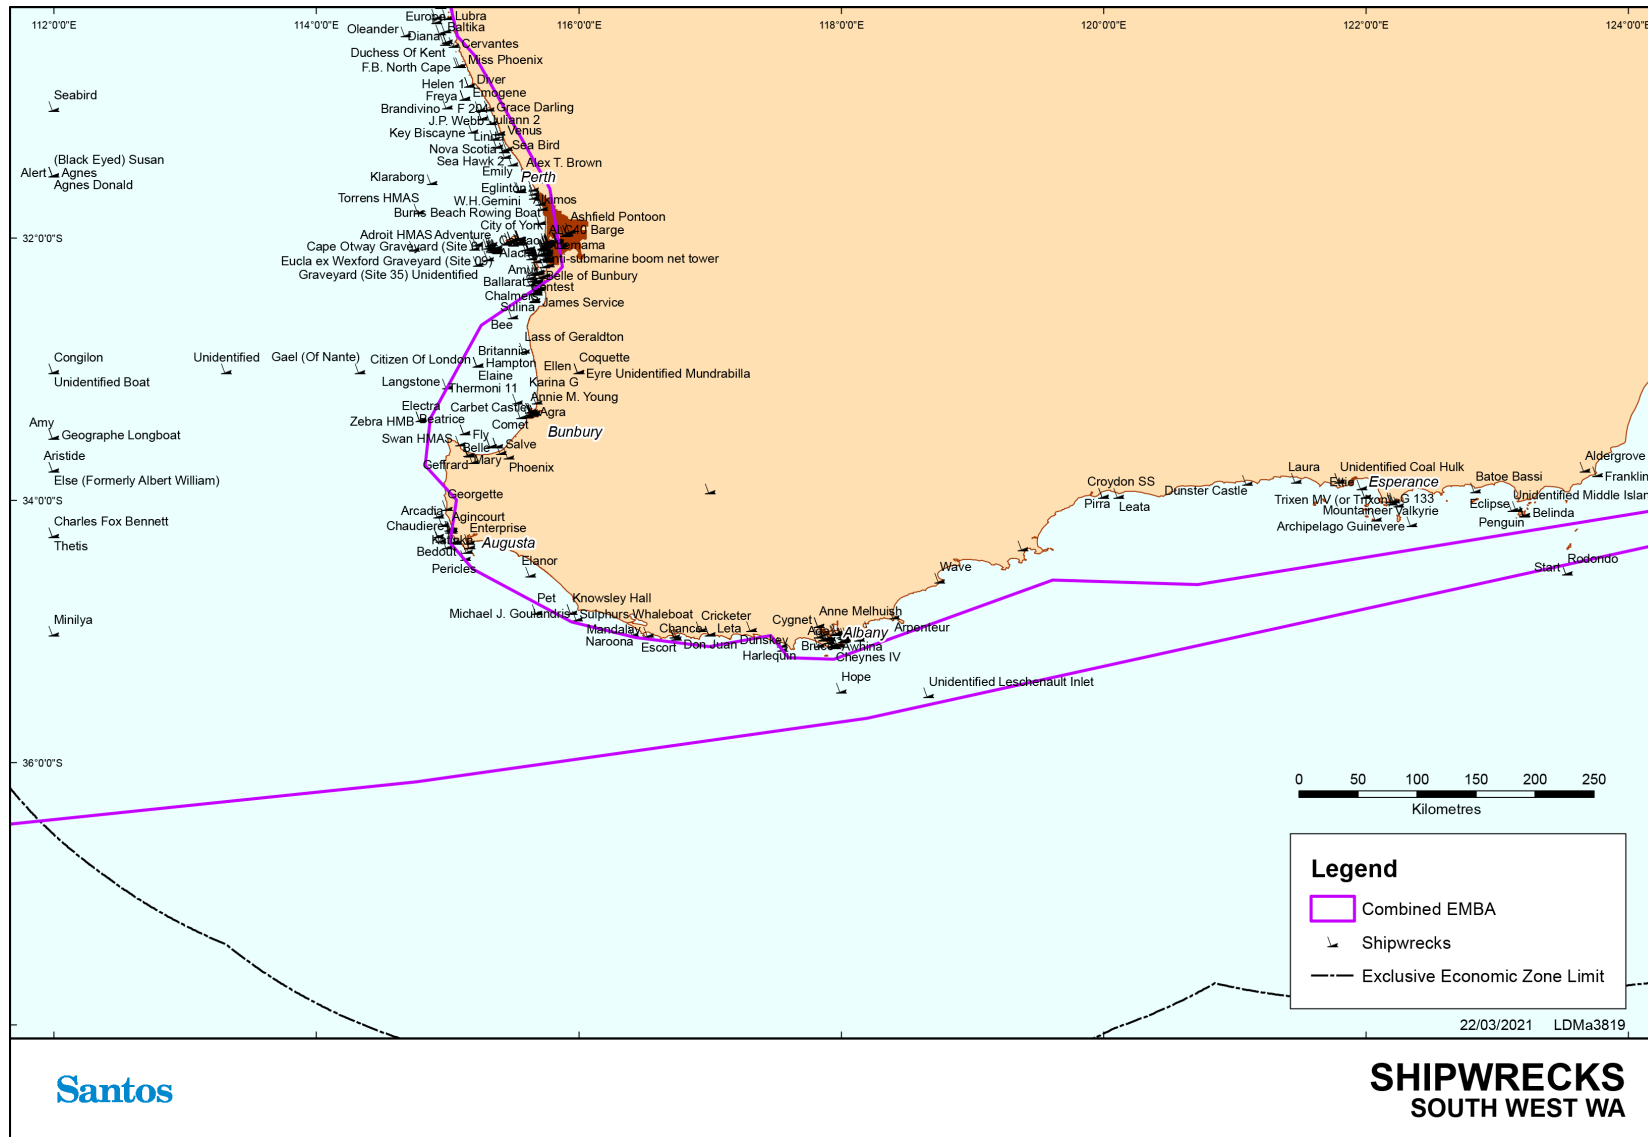 112°0'0"E
114°0'0"E
116°0'0"E
118°0'0"E
120°0'0"E
122°0'0"E
124°0'0"E
Europe
Lubra
Oleander
Baltika
Diana
Cervantes
Duchess Of Kent
Miss Phoenix
F.B. North Cape
Diver
Helen 1
Emogene
Freya
Seabird
Brandivino
Grace Darling
J.P. Webb
Juliann 2
Key Biscayne
Venus
Linda
Sea Bird
Nova Scotia
(Black Eyed) Susan
Sea Hawk 2
Alex T. Brown
Alert
Agnes
Emily
Perth
Agnes Donald
Klaraborg
Eglinton
Torrens HMAS
W.H.Gemini
Alkimos
Burns Beach Rowing Boat
Ashfield Pontoon
City of York
ALC40 Barge
32°0'0"S
Adroit HMAS
Adventure
Cape Otway Graveyard (Site
Eucla ex Wexford Graveyard (Site 09)
anti-submarine boom net tower
Graveyard (Site 35) Unidentified
Belle of Bunbury
Ballarat
Chalmers
James Service
Sulina
Bee
Lass of Geraldton
Congilon
Unidentified
Gael (Of Nante)
Citizen Of London
Britannia
Hampton
Ellen
Coquette
Unidentified Boat
Eyre Unidentified Mundrabilla
Langstone
Elaine
Thermoni 11
Karina G
Annie M. Young
Electra
Carbet Castle
Agra
Zebra HMB
Beatrice
Comet
Amy
Bunbury
Geographe Longboat
Swan HMAS
Fly
Salve
Belle
Aristide
Geffrard
Mary
Phoenix
Else (Formerly Albert William)
34°0'0"S
Georgette
Arcadia
Agincourt
Charles Fox Bennett
Chaudiere
Enterprise
Thetis
Augusta
Bedout
Elanor
Pericles
Croydon SS
Pirra
Leata
Dunster Castle
Laura
Unidentified Coal Hulk
Effie
Esperance
Trixen MV (or Trixon)
G 133
Mountaineer
Valkyrie
Archipelago Guinevere
Batoe Bassi
Eclipse
Unidentified Middle Islan
Penguin
Belinda
Aldergrove
Franklin
Start
Rodondo
Wave
Minilya
Pet
Knowsley Hall
Michael J. Goulandris
Sulphurs Whaleboat
Mandalay
Chance
Cricketer
Leta
Naroona
Escort
Don Juan
Dunskey
Harlequin
Cygnet
Anne Melhuish
Albany
Arpenteur
Bruce
Awhina
Cheynes IV
Hope
Unidentified Leschenault Inlet
36°0'0"S
0 50 100 150 200 250
Kilometres
Legend
Combined EMBA
Shipwrecks
Exclusive Economic Zone Limit
22/03/2021 LDMa3819
Santos
SHIPWRECKS
SOUTH WEST WA